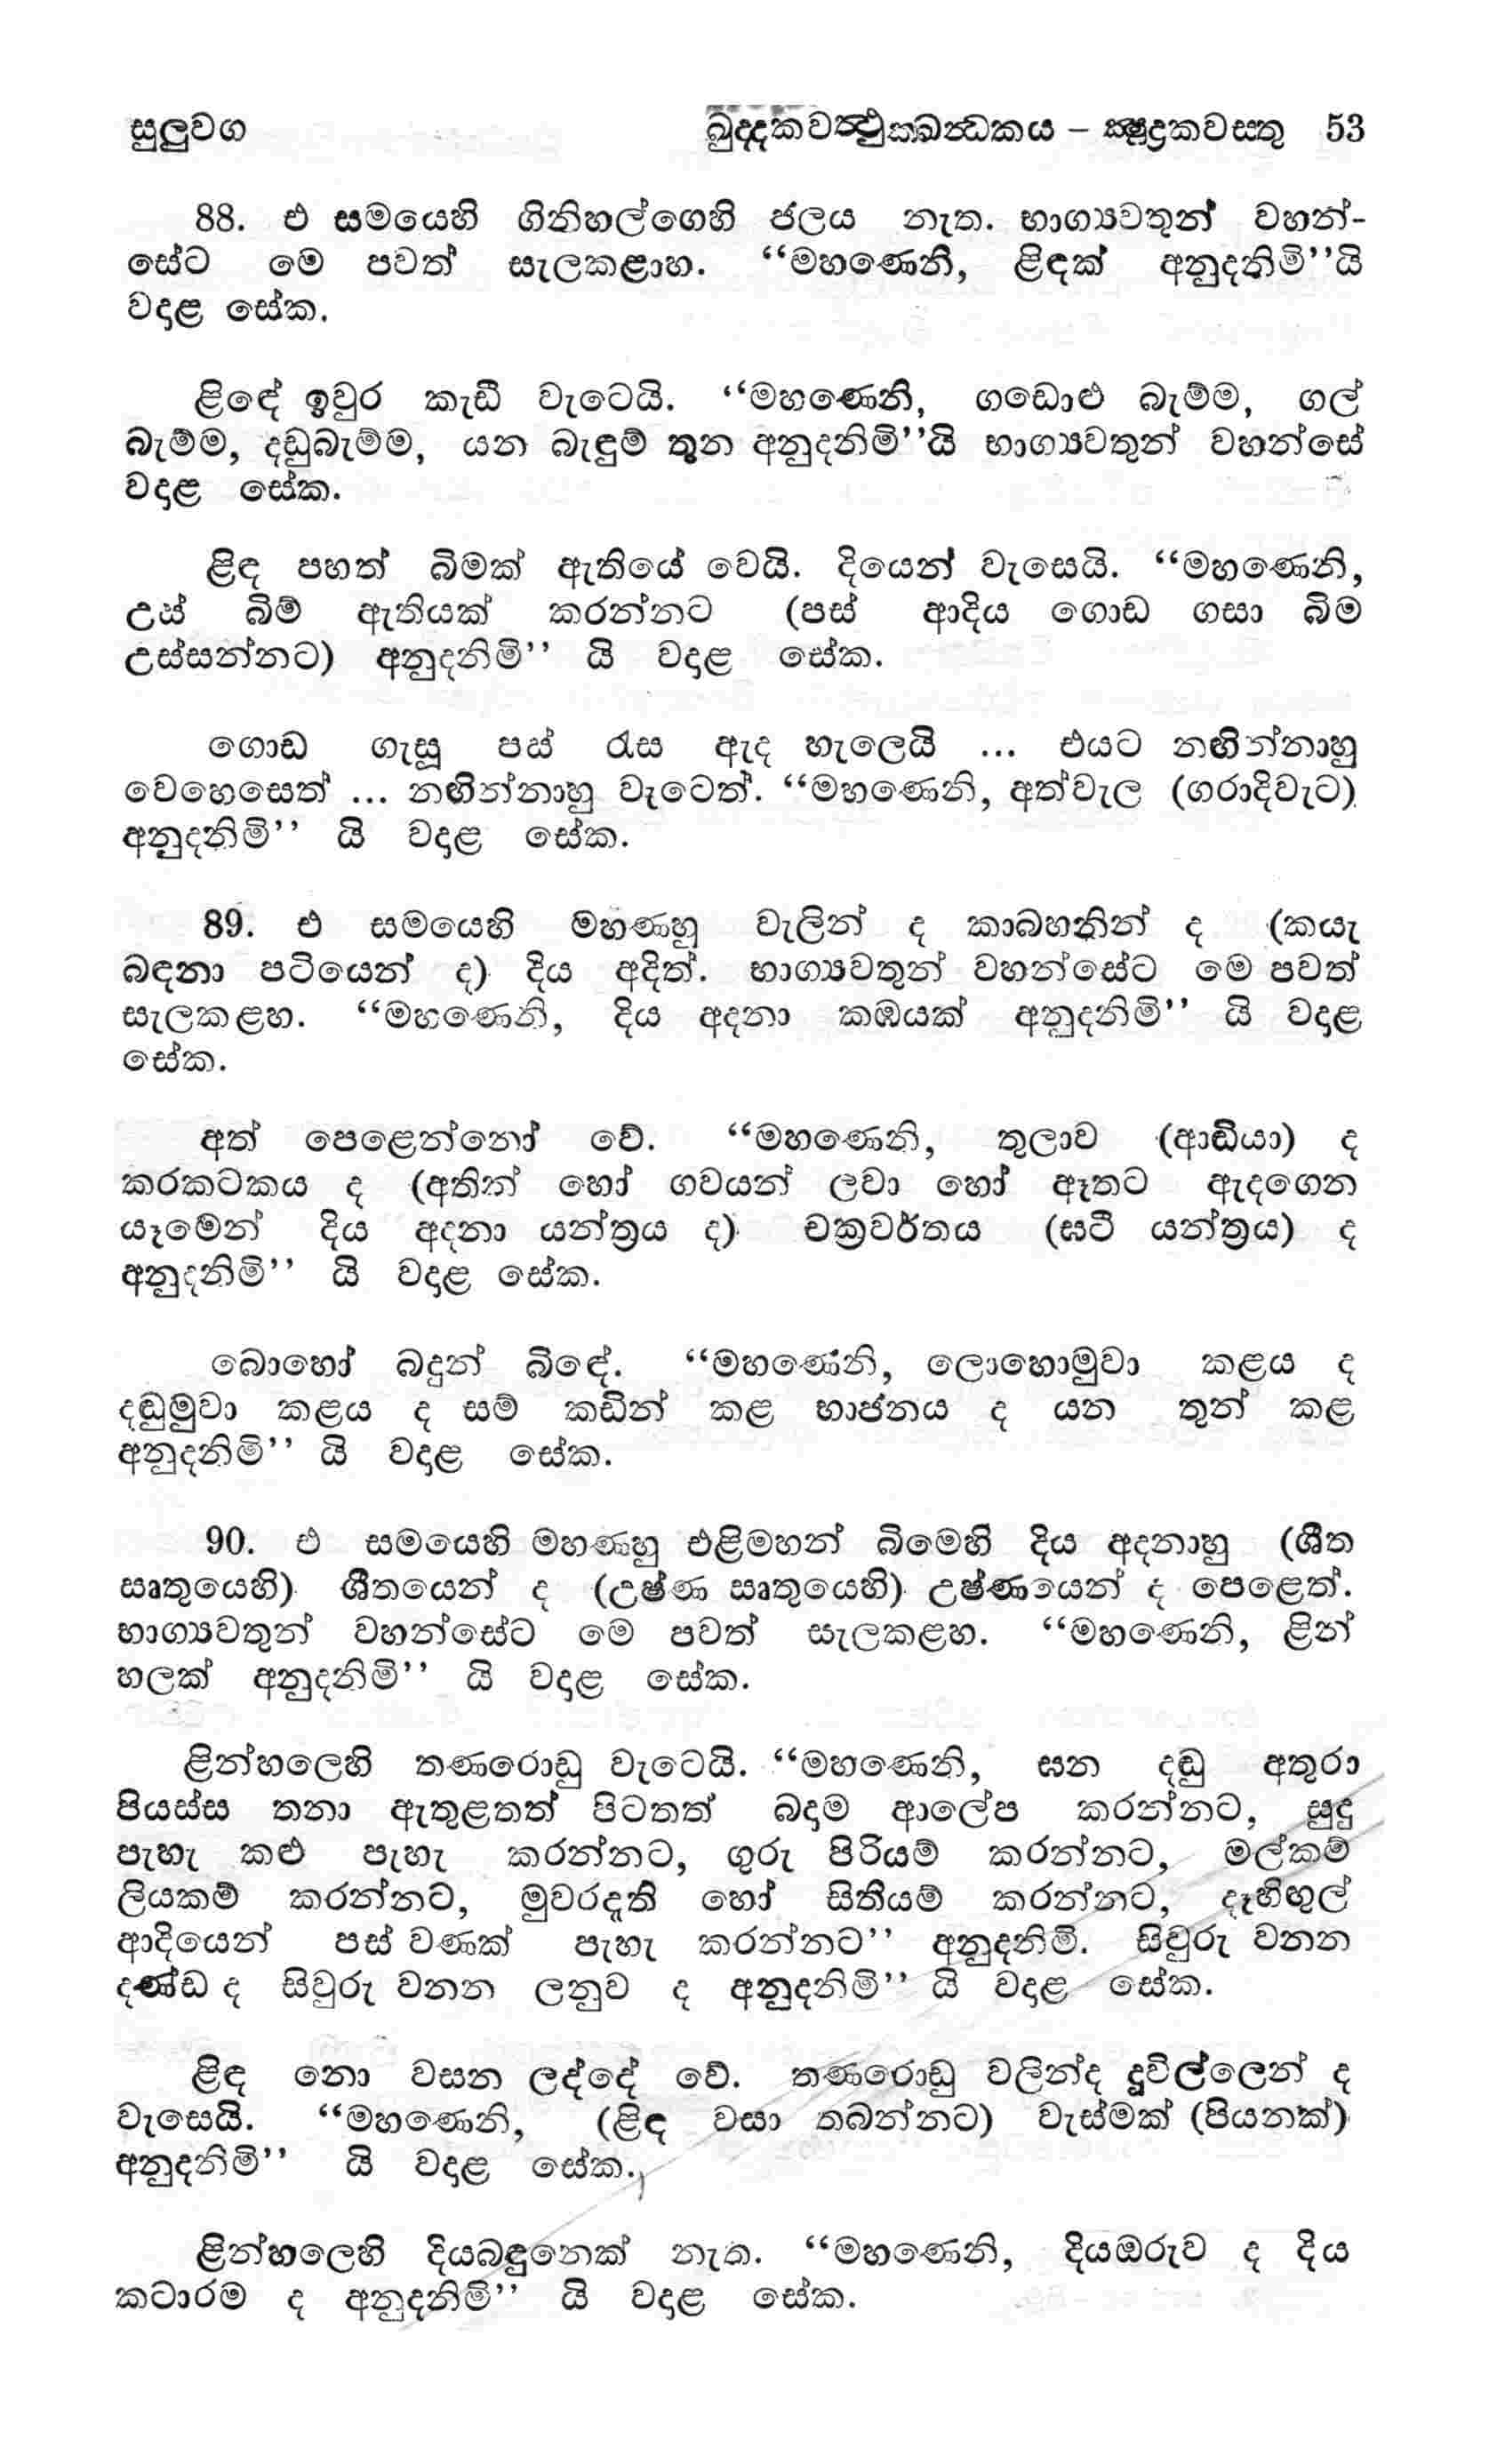 සුලුවග ඛුද්දකවත්ථුක්ඛන්ධකය – ක්‍ෂුද්‍රකවස්තු 53
88. එ සමයෙහි ගිනිහල්ගෙහි ජලය නැත. භාග්‍යවතුන් වහන්-
සේට මේ පවත් සැලකළාහ. ‘‘මහණෙනි, ළිඳක් අනුදනිමි’’යි
වදාළ සේක.
ළිඳේ ඉවුර කැඩී වැටෙයි. ‘‘මහණෙනි, ගඩොළු බැම්ම, ගල්
බැම්ම, දඬුබැම්ම, යන බැඳුම් තුන අනුදනිමි’’යි භාග්‍යවතුන් වහන්සේ
වදාළ සේක.
ළිඳ පහත් බිමක් ඇතියේ වෙයි. දියෙන් වැසෙයි. ‘‘මහණෙනි,
උස් බිම් ඇතියක් කරන්නට (පස් ආදිය ගොඩ ගසා බිම
උස්සන්නට) අනුදනිමි’’ යි වදාළ සේක.
ගොඩ ගැසූ පස් රැස ඇද හැලෙයි ... එයට නඟින්නාහු
වෙහෙසෙත් ... නඟින්නාහු වැටෙත්. ‘‘මහණෙනි, අත්වැල (ගරාදිවැට)
අනුදනිමි’’ යි වදාළ සේක.
89. එ සමයෙහි මහණහු වැලින් ද කාබහනින් ද (කයැ
බඳනා පටියෙන් ද) දිය අදිත්. භාග්‍යවතුන් වහන්සේට මේ පවත්
සැලකළහ. ‘‘මහණෙනි, දිය අදනා කඹයක් අනුදනිමි’’ යි වදාළ
සේක.
අත් පෙළෙන්නෝ වේ. ‘‘මහණෙනි, තුලාව (ආඬියා) ද
කරකටකය ද (අතින් හෝ ගවයන් ලවා හෝ ඈතට ඇදගෙන
යෑමෙන් දිය අදනා යන්ත්‍රය ද) චක්‍රවර්තය (ඝටී යන්ත්‍රය) ද
අනුදනිමි’’ යි වදාළ සේක.
බොහෝ බදුන් බිඳේ. ‘‘මහණෙනි, ලොහොමුවා කළය ද
දඬුමුවා කළය ද සම් කඩින් කළ භාජනය ද යන තුන් කළ
අනුදනිමි’’ යි වදාළ සේක.
90. එ සමයෙහි මහණහු එළිමහන් බිමෙහි දිය අදනාහු (ශීත
ඍතුයෙහි) ශීතයෙන් ද (උෂ්ණ ඍතුයෙහි) උෂ්ණයෙන් ද පෙළෙත්.
භාග්‍යවතුන් වහන්සේට මේ පවත් සැලකළහ. ‘‘මහණෙනි, ළින්
හලක් අනුදනිමි’’ යි වදාළ සේක.
ළින්හලෙහි තණරොඩු වැටෙයි. ‘‘මහණෙනි, ඝන දඬු අතුරා
පියස්ස තනා ඇතුළතත් පිටතත් බදාම ආලේප කරන්නට, සුදු
පැහැ කළු පැහැ කරන්නට, ගුරු පිරියම් කරන්නට, මල්කම්
ලියකම් කරන්නට, මුවරදුති හෝ සිතියම් කරන්නට, දෑහිඟුල්
ආදියෙන් පස් වණක් පැහැ කරන්නට’’ අනුදනිමි. සිවුරු වනන
දණ්ඩ ද සිවුරු වනන ලනුව ද අනුදනිමි’’ යි වදාළ සේක.
ළිඳ නො වසන ලද්දේ වේ. තණරොඩු වලින්ද දූවිල්ලෙන් ද
වැසෙයි. ‘‘මහණෙනි, (ළිඳ වසා තබන්නට) වැස්මක් (පියනක්)
අනුදනිමි’’ යි වදාළ සේක.
ළින්හලෙහි දියබඳුනෙක් නැත. ‘‘මහණෙනි, දියඔරුව ද දිය
කටාරම ද අනුදනිමි’’ යි වදාළ සේක.